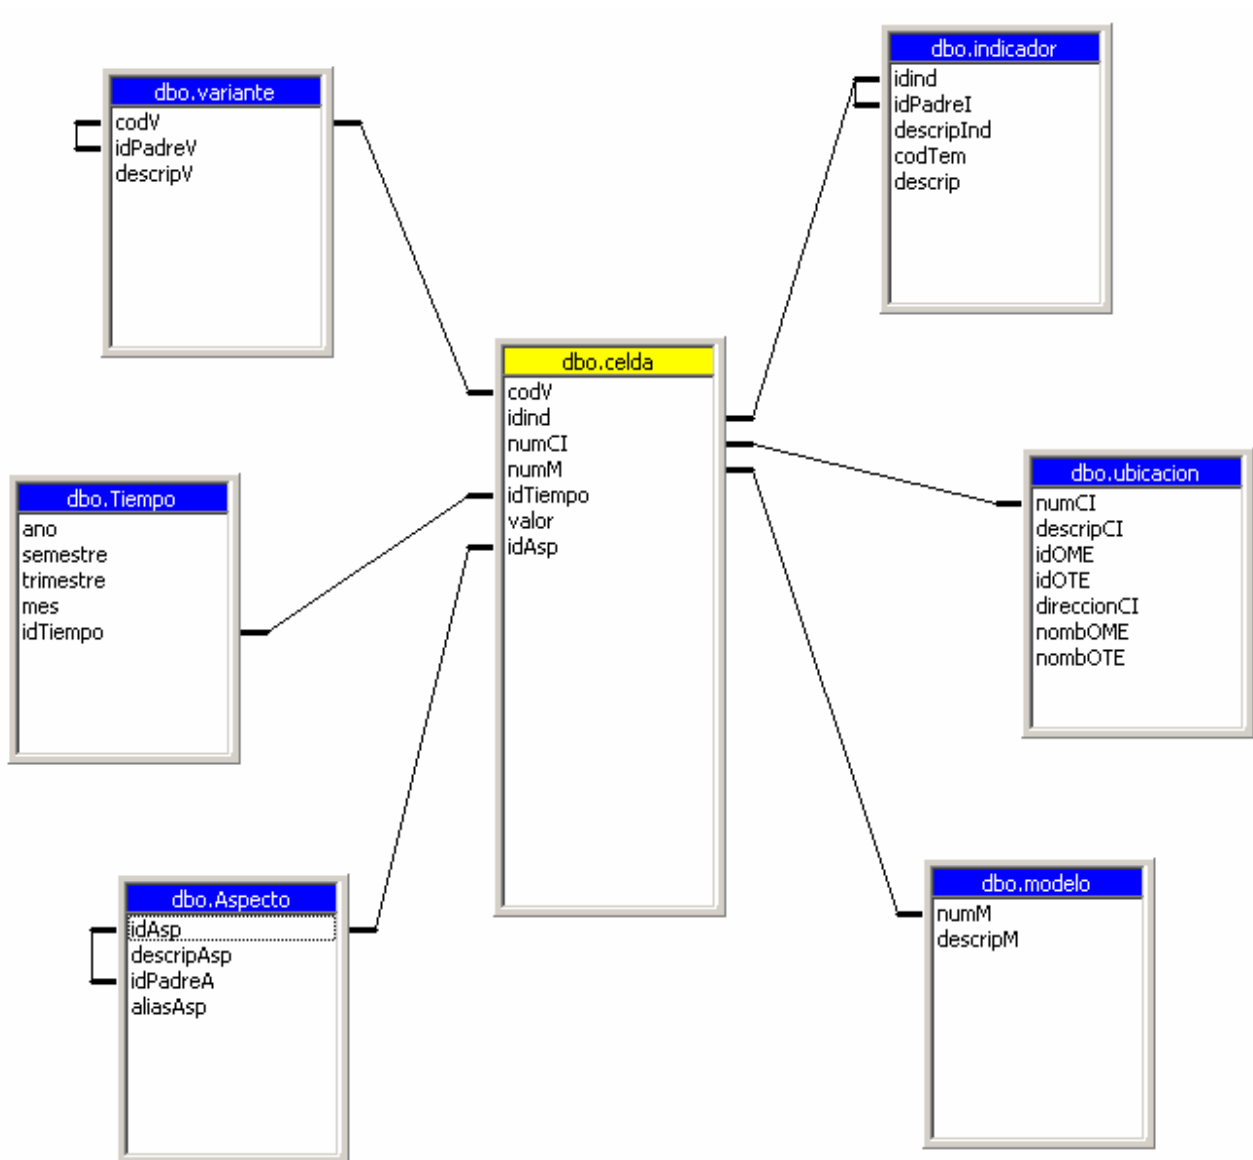 dbo.variante
codV
idPadreV
descripV
dbo.indicador
idind
idPadreI
descripInd
codTem
descrip
dbo.celda
codV
idind
numCI
numM
idTiempo
valor
idAsp
dbo.Tiempo
ano
semestre
trimestre
mes
idTiempo
dbo.ubicacion
numCI
descripCI
idOME
idOTE
direccionCI
nombOME
nombOTE
dbo.Aspecto
idAsp
descripAsp
idPadreA
aliasAsp
dbo.modelo
numM
descripM